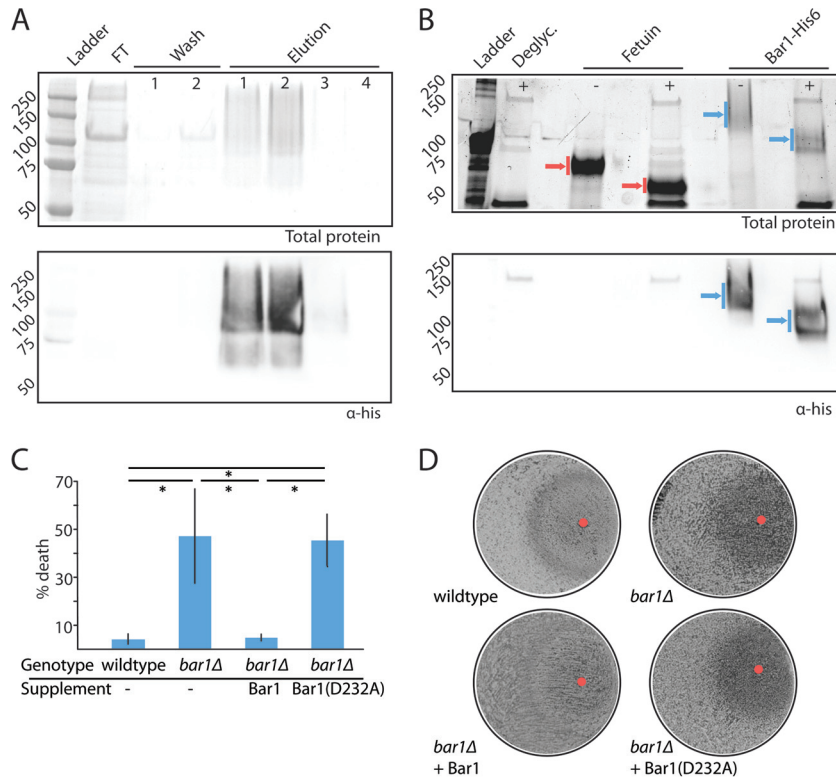 A
Ladder FT Wash Elution
1 2 1 2 3 4
250
150
100
75
50
Total protein
250
150
100
75
50
α-his
B
Ladder Deglyc. Fetuin Bar1-His6
+ - + - +
250
150
100
75
50
Total protein
250
150
100
75
50
α-his
C
% death
70
50
30
10
* * * *
Genotype wildtype bar1Δ bar1Δ bar1Δ
Supplement - - Bar1 Bar1(D232A)
D
wildtype
bar1Δ
bar1Δ
+ Bar1
bar1Δ
+ Bar1(D232A)